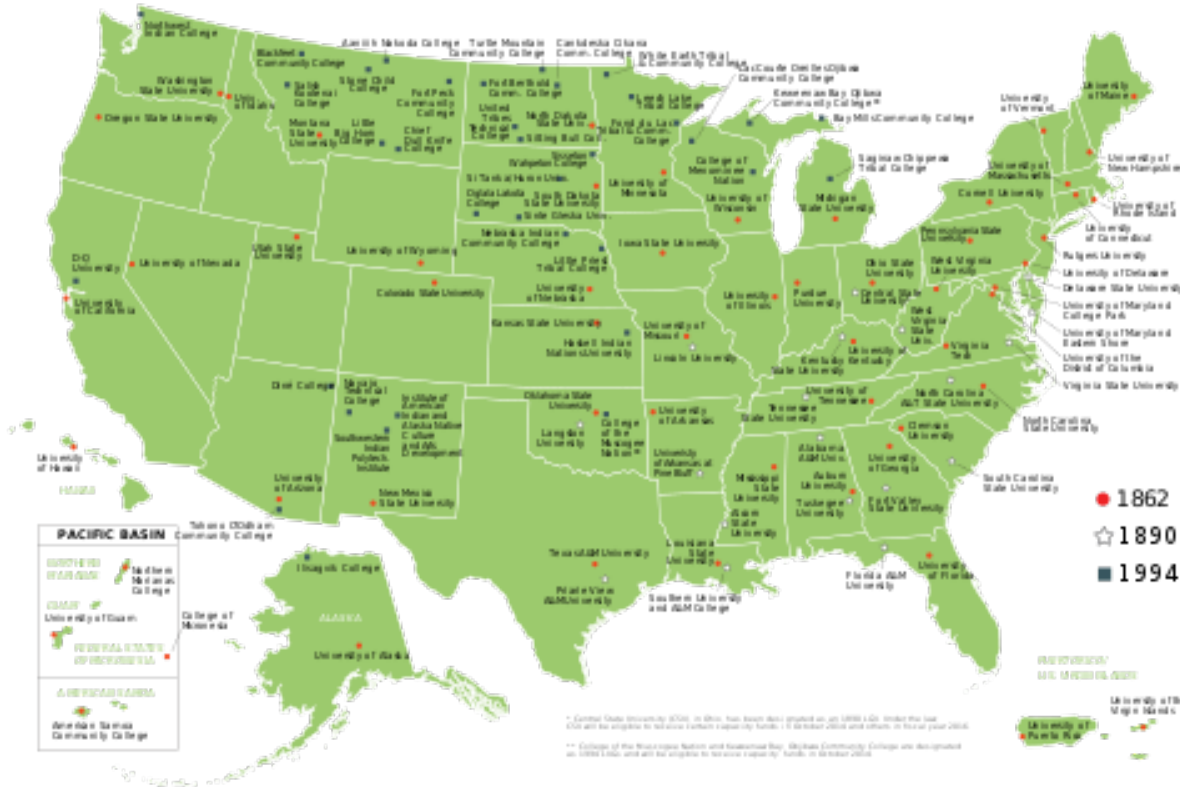 Northwest
Indian College
Washington
State University
Univ.
of Idaho
Oregon State University
Blackfeet
Community College
Aaniiih Nakoda College
Stone Child
College
Salish
Kootenai
College
Fort Peck
Community
College
Montana
State
University
Little
Big Horn
College
Chief
Dull Knife
College
Turtle Mountain
Community College
Cankdeska Cikana
Comm. College
Fort Berthold
Comm. College
United
Tribes
Technical
College
North Dakota
State Univ.
Sitting Bull Col.
White Earth Tribal
& Community College
Leech Lake
Tribal College
Fond du Lac
Tribal & Comm.
College
Lac Courte Oreilles Ojibwa
Community College
Keweenaw Bay Ojibwa
Community College*
Bay Mills Community College
Saginaw Chippewa
Tribal College
Sisseton
Wahpeton College
Si Tanka/Huron Univ.
Oglala Lakota
College
South Dakota
State University
Sinte Gleska Univ.
University of
Minnesota
College of
Menominee
Nation
University of
Wisconsin
Michigan
State University
University
of Vermont
University
of Maine
University of
New Hampshire
University of
Massachusetts
Cornell University
University of
Rhode Island
University
of Connecticut
Rutgers University
University of Delaware
Delaware State University
University of Maryland
College Park
University of Maryland
Eastern Shore
University of the
District of Columbia
Virginia State University
Pennsylvania State
University
West Virginia
University
West
Virginia
State
Univ.
Virginia
Tech
Ohio State
University
Central State
University
Purdue
University
University
of Illinois
Iowa State University
Nebraska Indian
Community College
Little Priest
Tribal College
University
of Nebraska
University of Wyoming
Colorado State University
Utah State
University
University of Nevada
D-Q
University
University
of California
Kansas State University
Haskell Indian
Nations University
University of
Missouri
Lincoln University
Kentucky
State University
University of
Kentucky
University of
Tennessee
Tennessee
State University
North Carolina
A&T State University
North Carolina
State University
Clemson
University
South Carolina
State University
University
of Georgia
Fort Valley
State University
Alabama
A&M Univ.
Auburn
University
Tuskegee
University
Mississippi
State
University
Alcorn
State
University
Louisiana
State
University
Southern University
and A&M College
Florida A&M
University
University
of Florida
University
of Arkansas
University
of Arkansas at
Pine Bluff
Oklahoma State
University
Langston
University
College
of the
Muscogee
Nation*
Diné College
Navajo
Technical
College
Institute of
American
Indian and
Alaska Native
Culture
and Arts
Development
Southwestern
Indian
Polytech.
Institute
New Mexico
State University
University
of Arizona
Tohono O'Odham
Community College
Texas A&M University
Prairie View
A&M University
University
of Hawaii
HAWAII
PACIFIC BASIN
NORTHERN
MARIANAS
Northern
Marianas
College
GUAM
University of Guam
FEDERAL STATES
OF MICRONESIA
College of
Micronesia
AMERICAN SAMOA
American Samoa
Community College
Ilisagvik College
ALASKA
University of Alaska
1862
1890
1994
University of
Puerto Rico
University of the
Virgin Islands